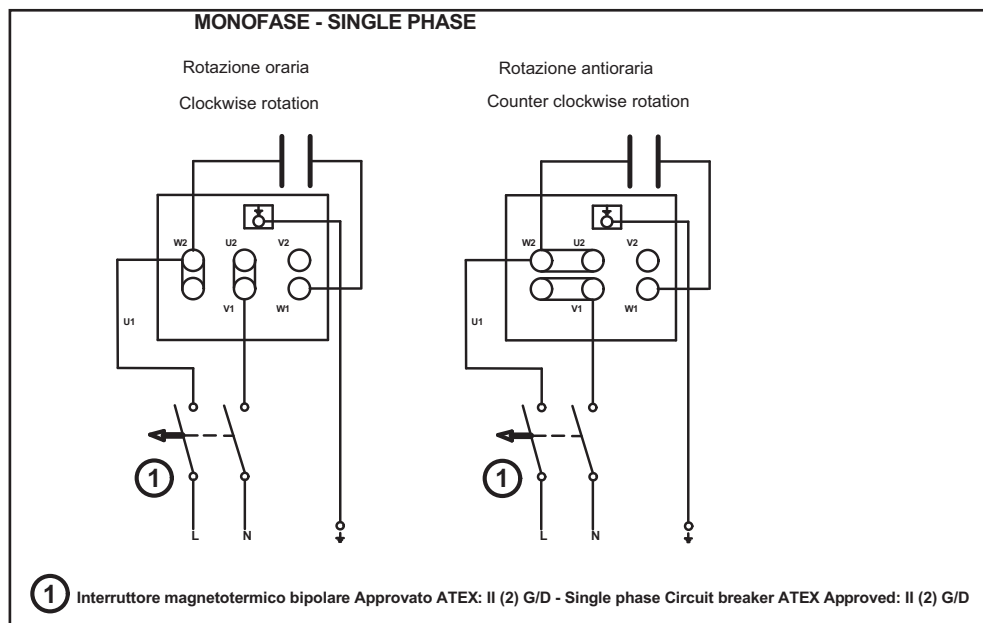 MONOFASE - SINGLE PHASE
Rotazione oraria
Clockwise rotation
W2 U2 V2
V1 W1
U1
1
L N
Rotazione antioraria
Counter clockwise rotation
W2 U2 V2
V1 W1
U1
1
L N
1 Interruttore magnetotermico bipolare Approvato ATEX: II (2) G/D - Single phase Circuit breaker ATEX Approved: II (2) G/D